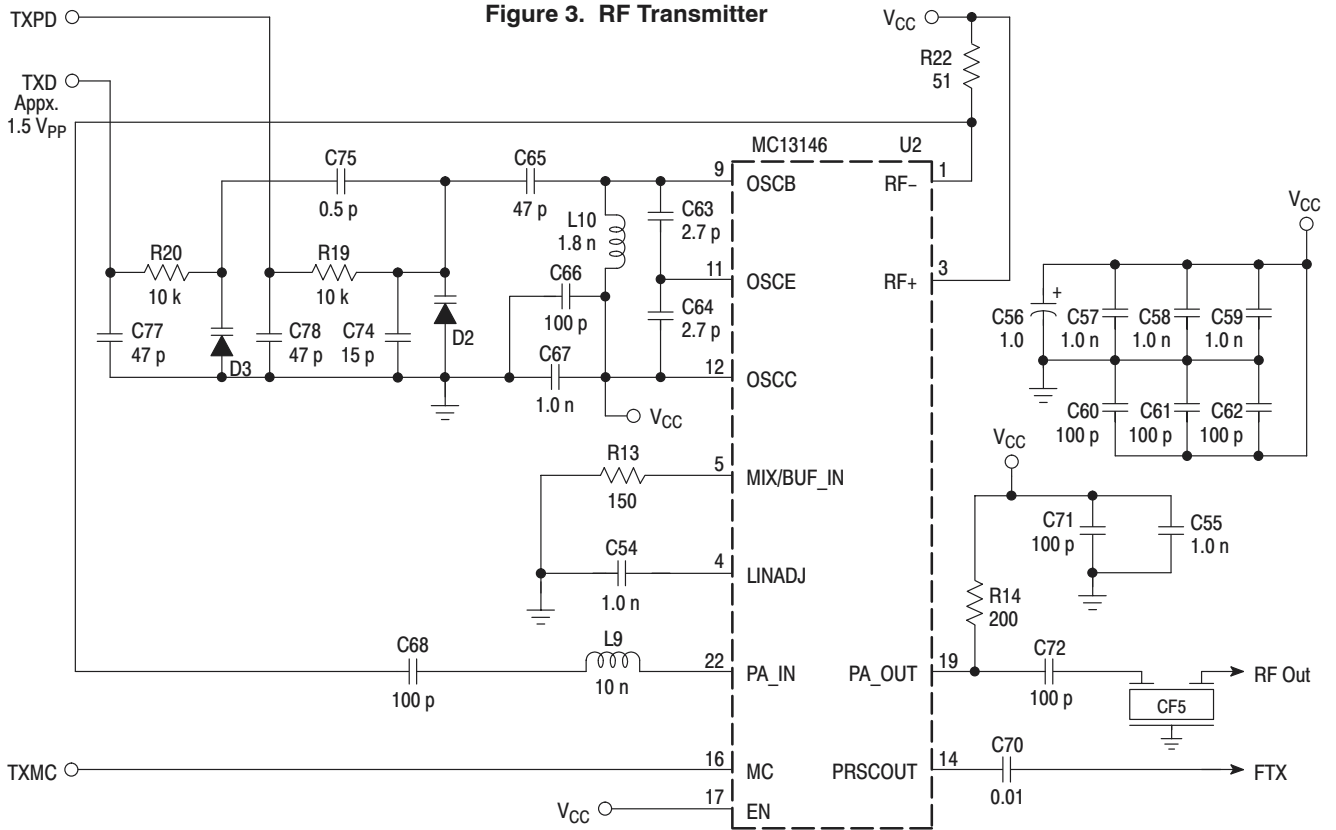 Figure 3. RF Transmitter
TXPD
TXD
Appx.
1.5 VPP
VCC
R22
51
MC13146
U2
C75
0.5 p
C65
47 p
9
OSCB
RF–
1
L10
1.8 n
C63
2.7 p
R20
10 k
R19
10 k
C66
100 p
11
OSCE
RF+
3
C64
2.7 p
C77
47 p
D3
C78
47 p
C74
15 p
D2
C67
1.0 n
12
OSCC
VCC
VCC
C56
1.0
+
C57
1.0 n
C58
1.0 n
C59
1.0 n
C60
100 p
C61
100 p
C62
100 p
R13
150
5
MIX/BUF_IN
VCC
C71
100 p
C55
1.0 n
C54
1.0 n
4
LINADJ
R14
200
C68
100 p
L9
10 n
22
PA_IN
PA_OUT
19
C72
100 p
CF5
RF Out
TXMC
16
MC
PRSCOUT
14
C70
0.01
FTX
VCC
17
EN